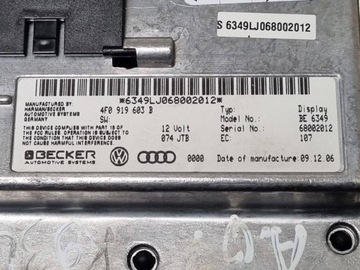 S 6349LJ068002012
*6349LJ068002012*
MANUFACTURED BY:
HARMAN/BECKER
AUTOMOTIVE SYSTEMS
GERMANY
4F0 919 603 B
Typ: Display
SW:
Model No.: BE 6349
THIS DEVICE COMPLIES WITH PART 15 OF
THE FCC RULES. OPERATION IS SUBJECT TO
THE CONDITION THAT THIS DEVICE DOES
NOT CAUSE HARMFUL INTERFERENCE
12 Volt
Serial No.: 68002012
074 JTB
EC: 107
BECKER
AUTOMOTIVE SYSTEMS
0000
Date of Issue: 09.12.06